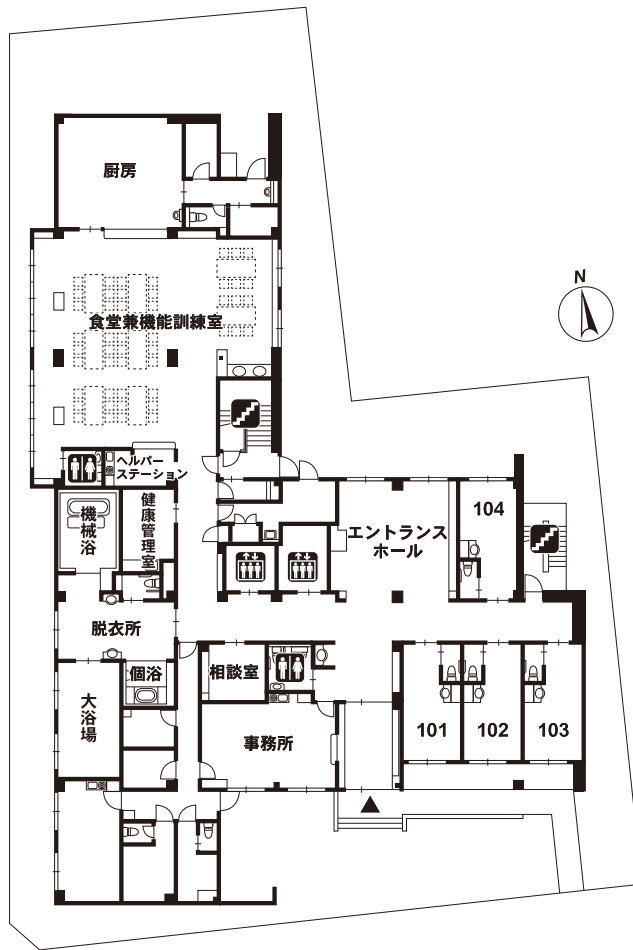 厨房
N
食堂兼機能訓練室
ヘルパー
ステーション
機械浴
健康管理室
104
エントランス
ホール
脱衣所
個浴
相談室
大浴場
101
102
103
事務所